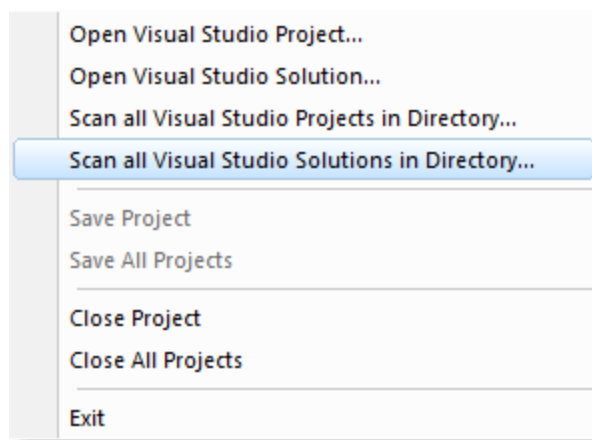 Open Visual Studio Project...
Open Visual Studio Solution...
Scan all Visual Studio Projects in Directory...
Scan all Visual Studio Solutions in Directory...
Save Project
Save All Projects
Close Project
Close All Projects
Exit